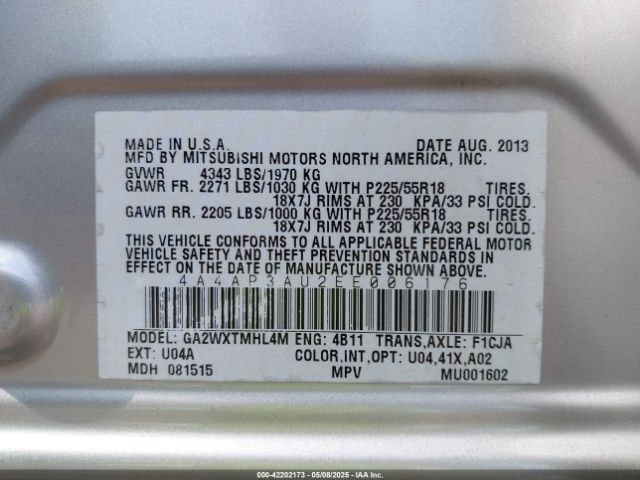 MADE IN U.S.A. DATE AUG. 2013
MFD BY MITSUBISHI MOTORS NORTH AMERICA, INC.
GVWR 4343 LBS/1970 KG
GAWR FR. 2271 LBS/1030 KG WITH P225/55R18 TIRES.
18X7J RIMS AT 230 KPA/33 PSI COLD.
GAWR RR. 2205 LBS/1000 KG WITH P225/55R18 TIRES.
18X7J RIMS AT 230 KPA/33 PSI COLD.
THIS VEHICLE CONFORMS TO ALL APPLICABLE FEDERAL MOTOR
VEHICLE SAFETY AND THEFT PREVENTION STANDARDS IN
EFFECT ON THE DATE OF MANUFACTURE SHOWN ABOVE.
4A4AP3AU2EE006176
MODEL: GA2WXTMHL4M ENG: 4B11 TRANS,AXLE: F1CJA
EXT: U04A COLOR,INT,OPT: U04,41X,A02
MDH 081515 MPV MU001602
000-42202173 - 05/08/2025 - IAA Inc.